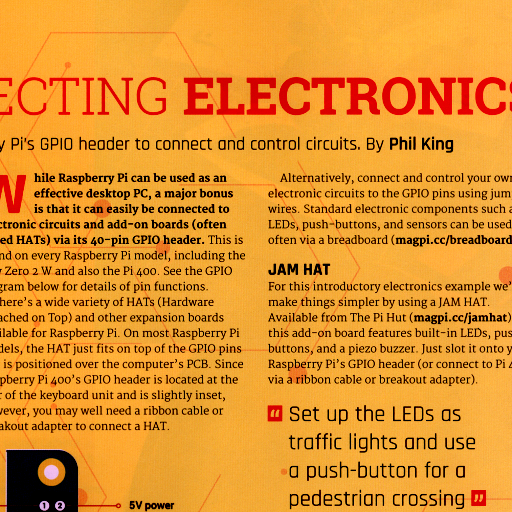 ECTING ELECTRONICS
y Pi's GPIO header to connect and control circuits. By Phil King
While Raspberry Pi can be used as an
effective desktop PC, a major bonus
is that it can easily be connected to
ctronic circuits and add-on boards (often
ed HATs) via its 40-pin GPIO header. This is
nd on every Raspberry Pi model, including the
Zero 2 W and also the Pi 400. See the GPIO
gram below for details of pin functions.
here's a wide variety of HATs (Hardware
ached on Top) and other expansion boards
ilable for Raspberry Pi. On most Raspberry Pi
dels, the HAT just fits on top of the GPIO pins
is positioned over the computer's PCB. Since
pberry Pi 400's GPIO header is located at the
r of the keyboard unit and is slightly inset,
wever, you may well need a ribbon cable or
akout adapter to connect a HAT.
1 2
5V power
Alternatively, connect and control your own
electronic circuits to the GPIO pins using jum
wires. Standard electronic components such a
LEDs, push-buttons, and sensors can be used
often via a breadboard (magpi.cc/breadboard
JAM HAT
For this introductory electronics example we'
make things simpler by using a JAM HAT.
Available from The Pi Hut (magpi.cc/jamhat)
this add-on board features built-in LEDs, pus
buttons, and a piezo buzzer. Just slot it onto y
Raspberry Pi's GPIO header (or connect to Pi 4
via a ribbon cable or breakout adapter).
Set up the LEDs as
traffic lights and use
a push-button for a
pedestrian crossing